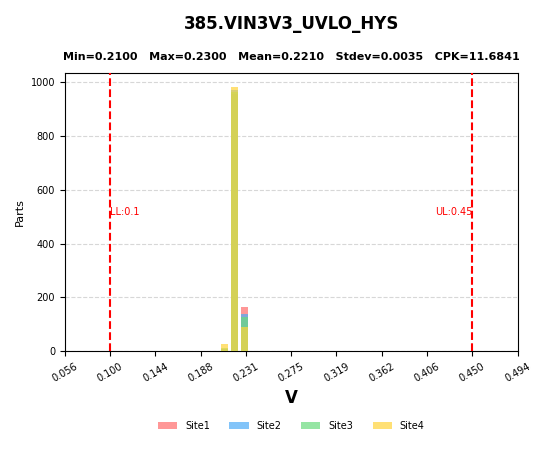 385.VIN3V3_UVLO_HYS
Min=0.2100 Max=0.2300 Mean=0.2210 Stdev=0.0035 CPK=11.6841
1000
800
600
400
200
0
Parts
LL:0.1
UL:0.45
0.056 0.100 0.144 0.188 0.231 0.275 0.319 0.362 0.406 0.450 0.494
V
Site1 Site2 Site3 Site4